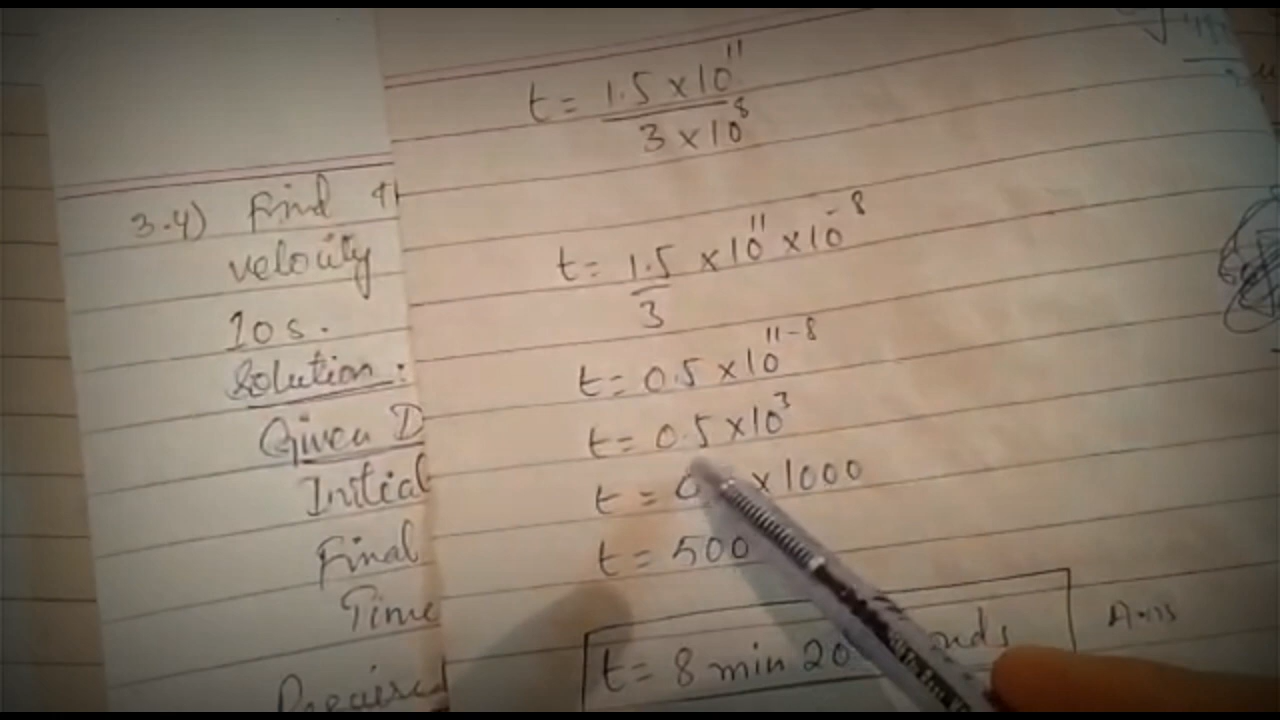 t = 1.5 x 10^11
3 x 10^8
t = 1.5 x 10^11 x 10^-8
3
t = 0.5 x 10^11-8
t = 0.5 x 10^3
t = x 1000
t = 500
t = 8 min 20
Ans
3.4) Find
velocity
10 s.
Solution:
Given D
Initial
Final
Time